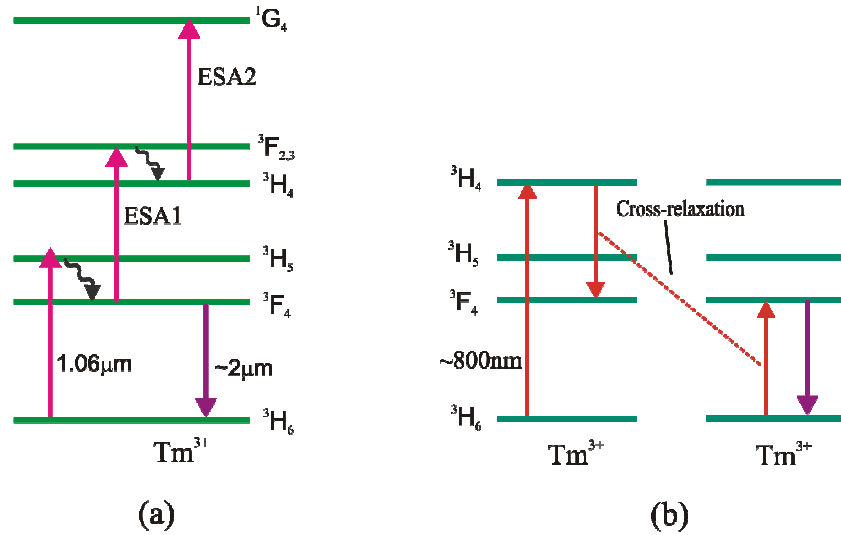 ¹G₄
ESA2
³F₂,₃
³H₄
ESA1
³H₅
³F₄
1.06μm
~2μm
³H₆
Tm³⁺
(a)
³H₄
Cross-relaxation
³H₅
³F₄
~800nm
³H₆
Tm³⁺
Tm³⁺
(b)